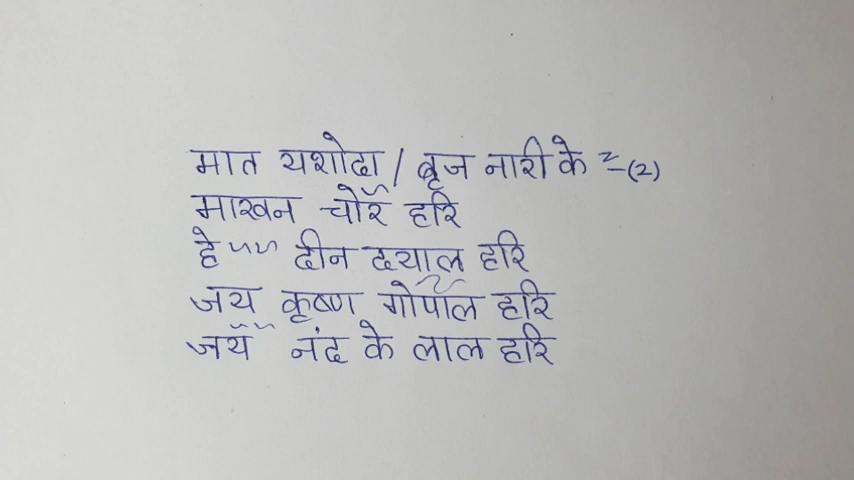 मात यशोदा / बृज नारी के -(2)
माखन चोर हरि
हे दीन दयाल हरि
जय कृष्ण गोपाल हरि
जय नंद के लाल हरि